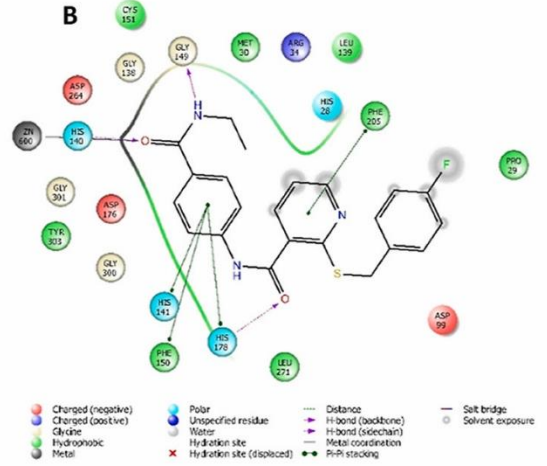 B
CYS
151
GLY
149
MET
30
ARG
34
LEU
139
GLY
138
ASP
264
HIS
28
PHE
205
H
N
ZN
600
HIS
140
O
F
PRO
29
GLY
301
ASP
176
N
TYR
303
GLY
300
N
H
S
HIS
141
O
ASP
99
HIS
178
PHE
150
LEU
271
Charged (negative) Polar Distance Salt bridge
Charged (positive) Unspecified residue H-bond (backbone) Solvent exposure
Glycine Water H-bond (sidechain)
Hydrophobic Hydration site Metal coordination
Metal Hydration site (displaced) Pi-Pi stacking